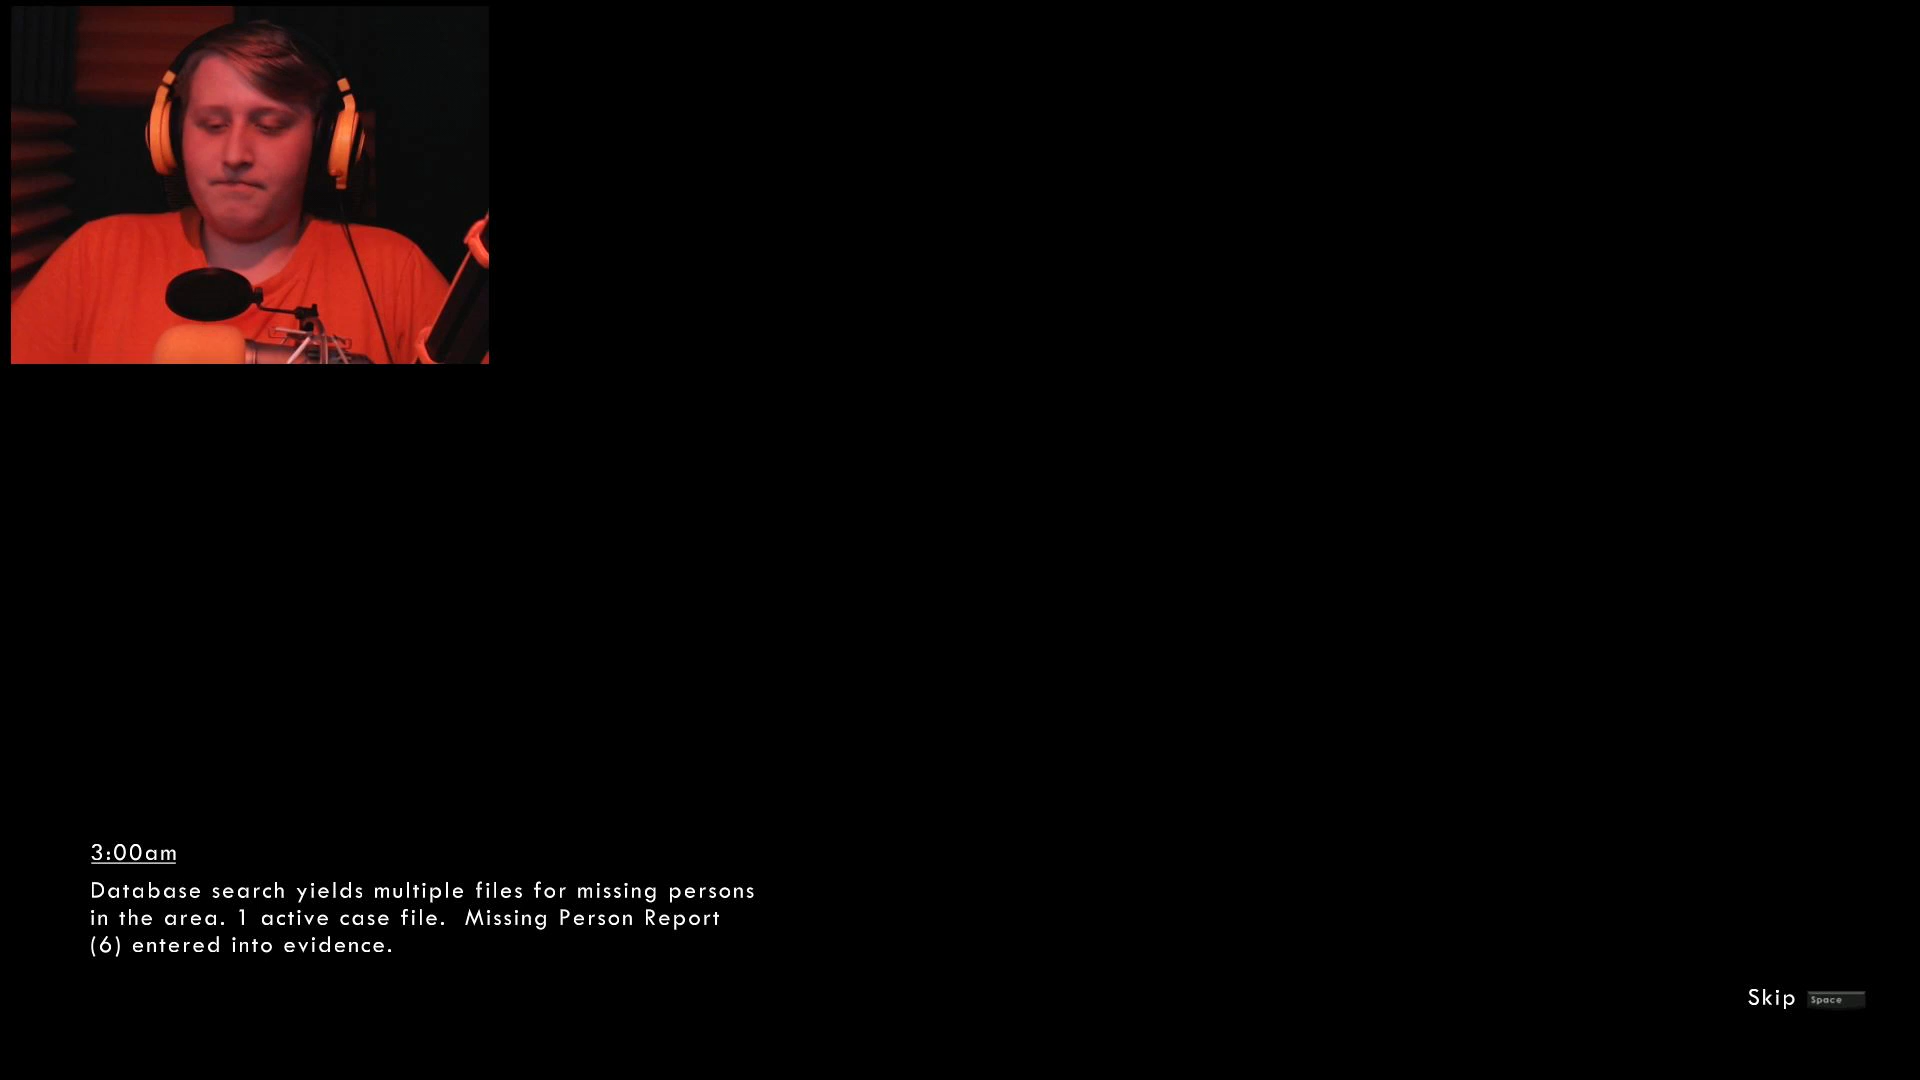 3:00am
Database search yields multiple files for missing persons
in the area. 1 active case file.  Missing Person Report
(6) entered into evidence.
Skip Space